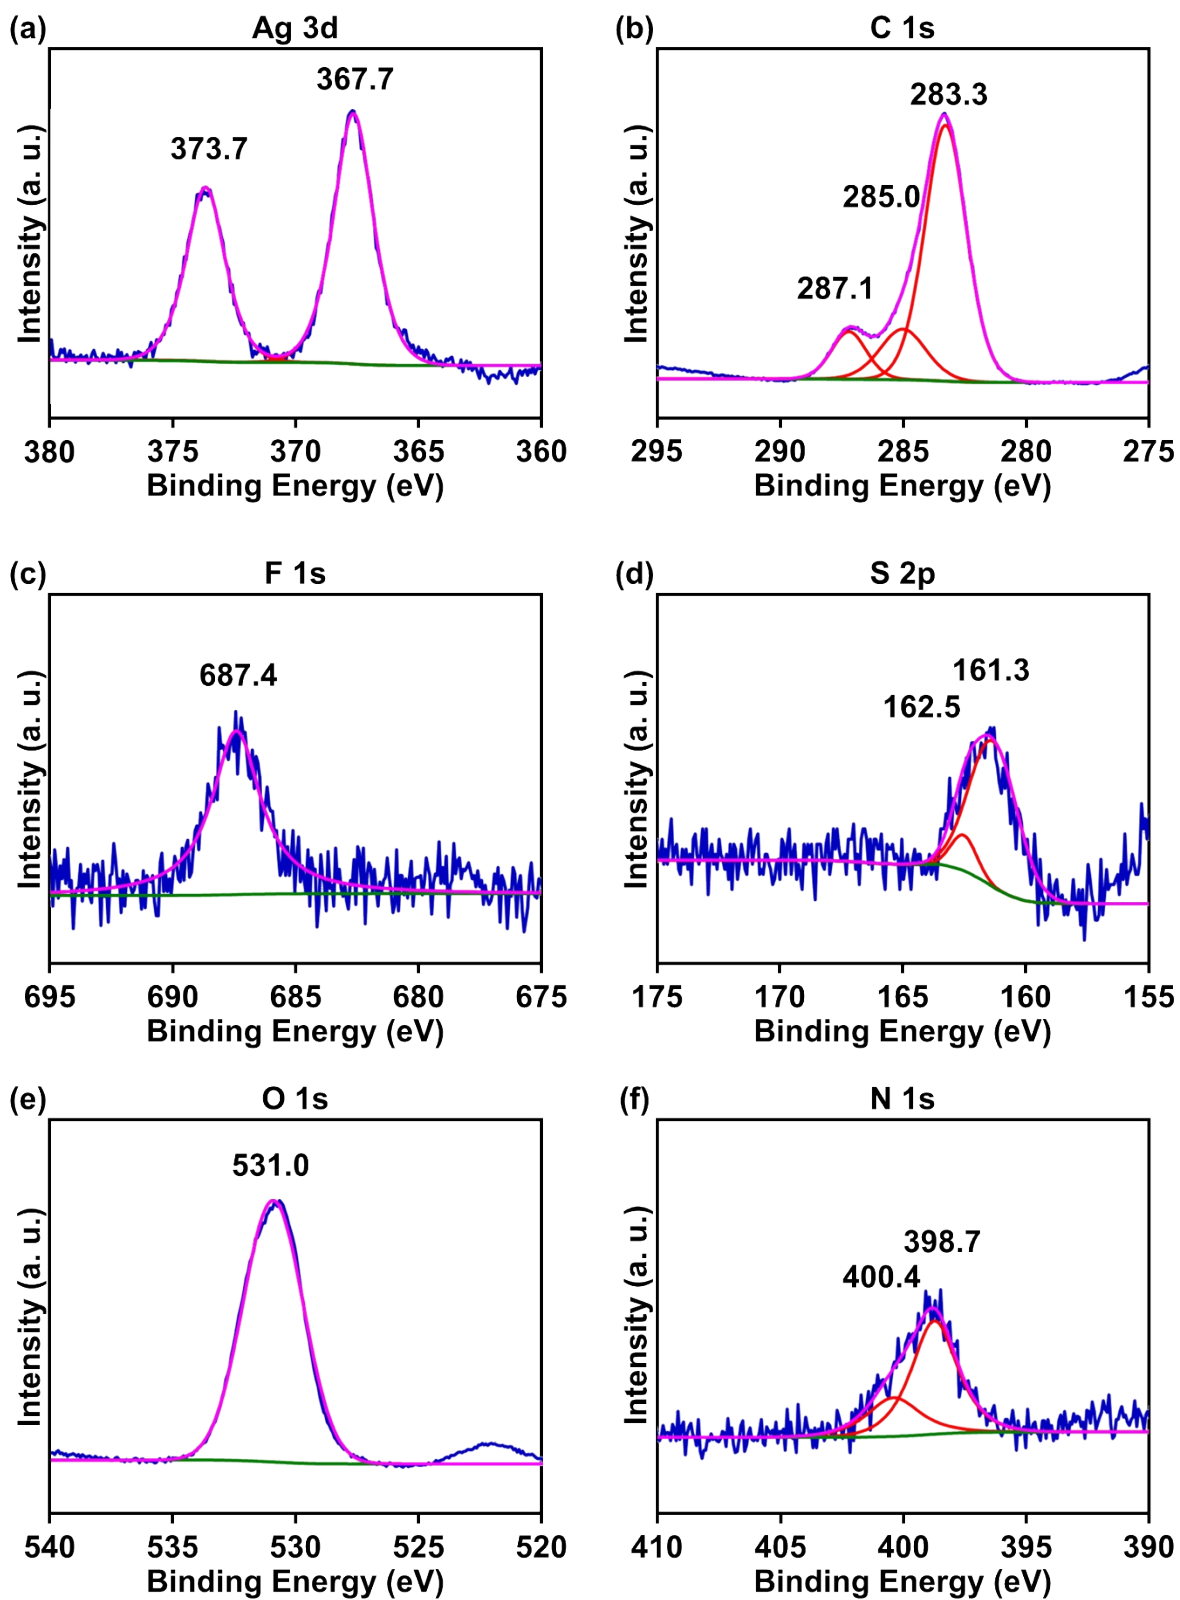 (a) Ag 3d
367.7
373.7
Intensity (a. u.)
380 375 370 365 360
Binding Energy (eV)
(b) C 1s
283.3
285.0
287.1
Intensity (a. u.)
295 290 285 280 275
Binding Energy (eV)
(c) F 1s
687.4
Intensity (a. u.)
695 690 685 680 675
Binding Energy (eV)
(d) S 2p
161.3
162.5
Intensity (a. u.)
175 170 165 160 155
Binding Energy (eV)
(e) O 1s
531.0
Intensity (a. u.)
540 535 530 525 520
Binding Energy (eV)
(f) N 1s
398.7
400.4
Intensity (a. u.)
410 405 400 395 390
Binding Energy (eV)